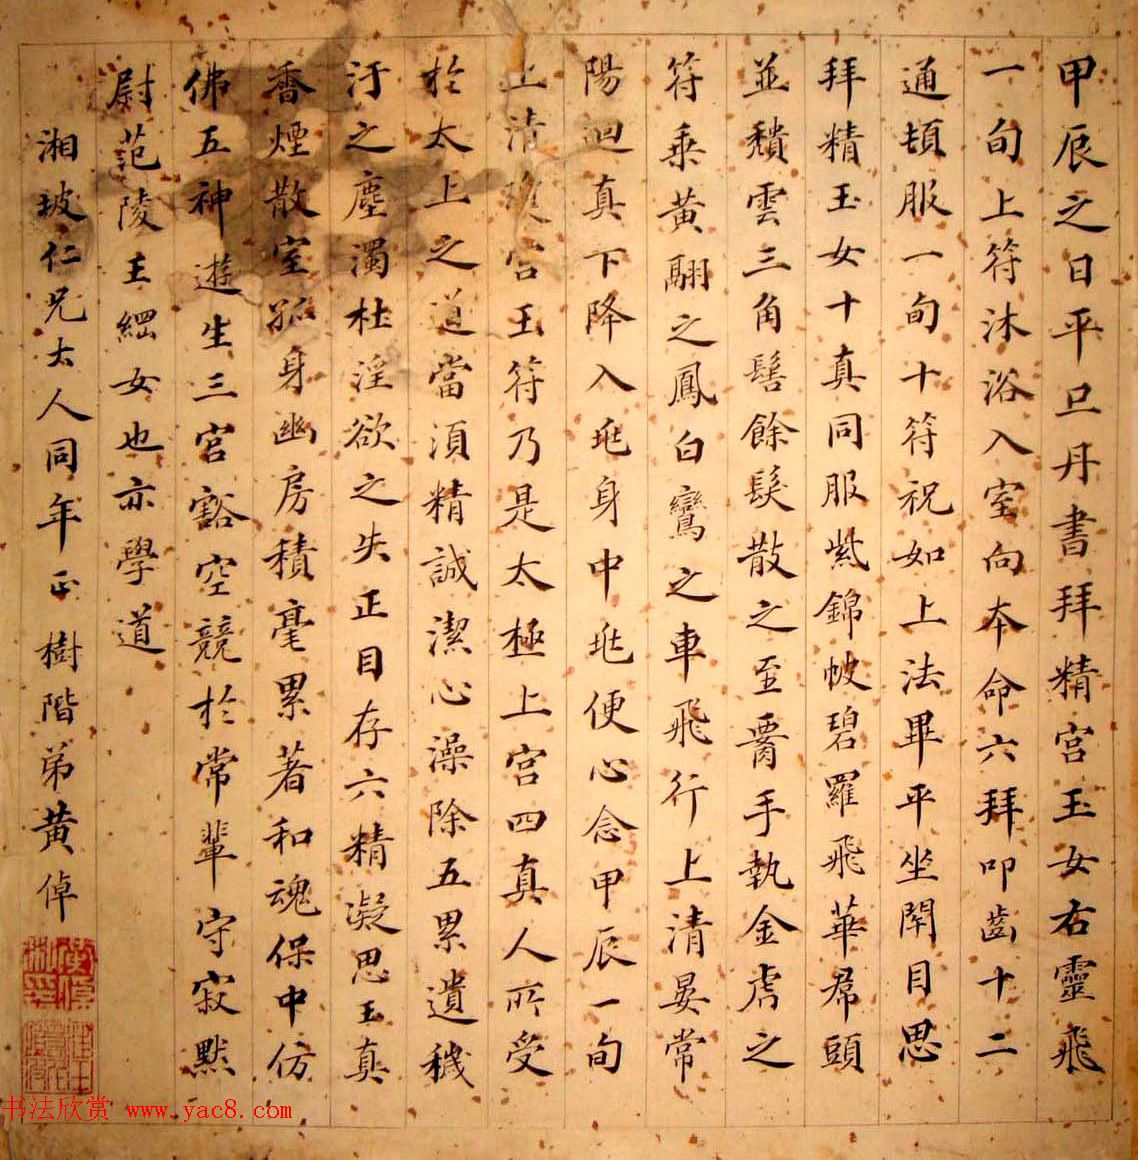 甲辰之日平旦丹書拜精宮玉女右靈飛
一旬上符沐浴入室向本命六拜叩齒十二
通頓服一旬十符祝如上法畢平坐閉目思
拜精玉女十真同服紫錦帔碧羅飛華帬頭
並穨雲三角髻餘髮散之至胷手執金虎之
符乘黃翮之鳳白鸞之車飛行上清晏常
陽迴真下降入兆身中兆便心念甲辰一旬
上清瓊宮玉符乃是太極上宮四真人所受
於太上之道當須精誠潔心澡除五累遺穢
汙之塵濁杜淫欲之失正目存六精凝思玉真
香煙散室孤身幽房積毫累著和魂保中仿
佛五神遊生三宮豁空競於常輩守寂默
尉范陵王綱女也亦學道
湘坡仁兄大人同年正樹階弟黃倬
书法欣赏 www.yac8.com